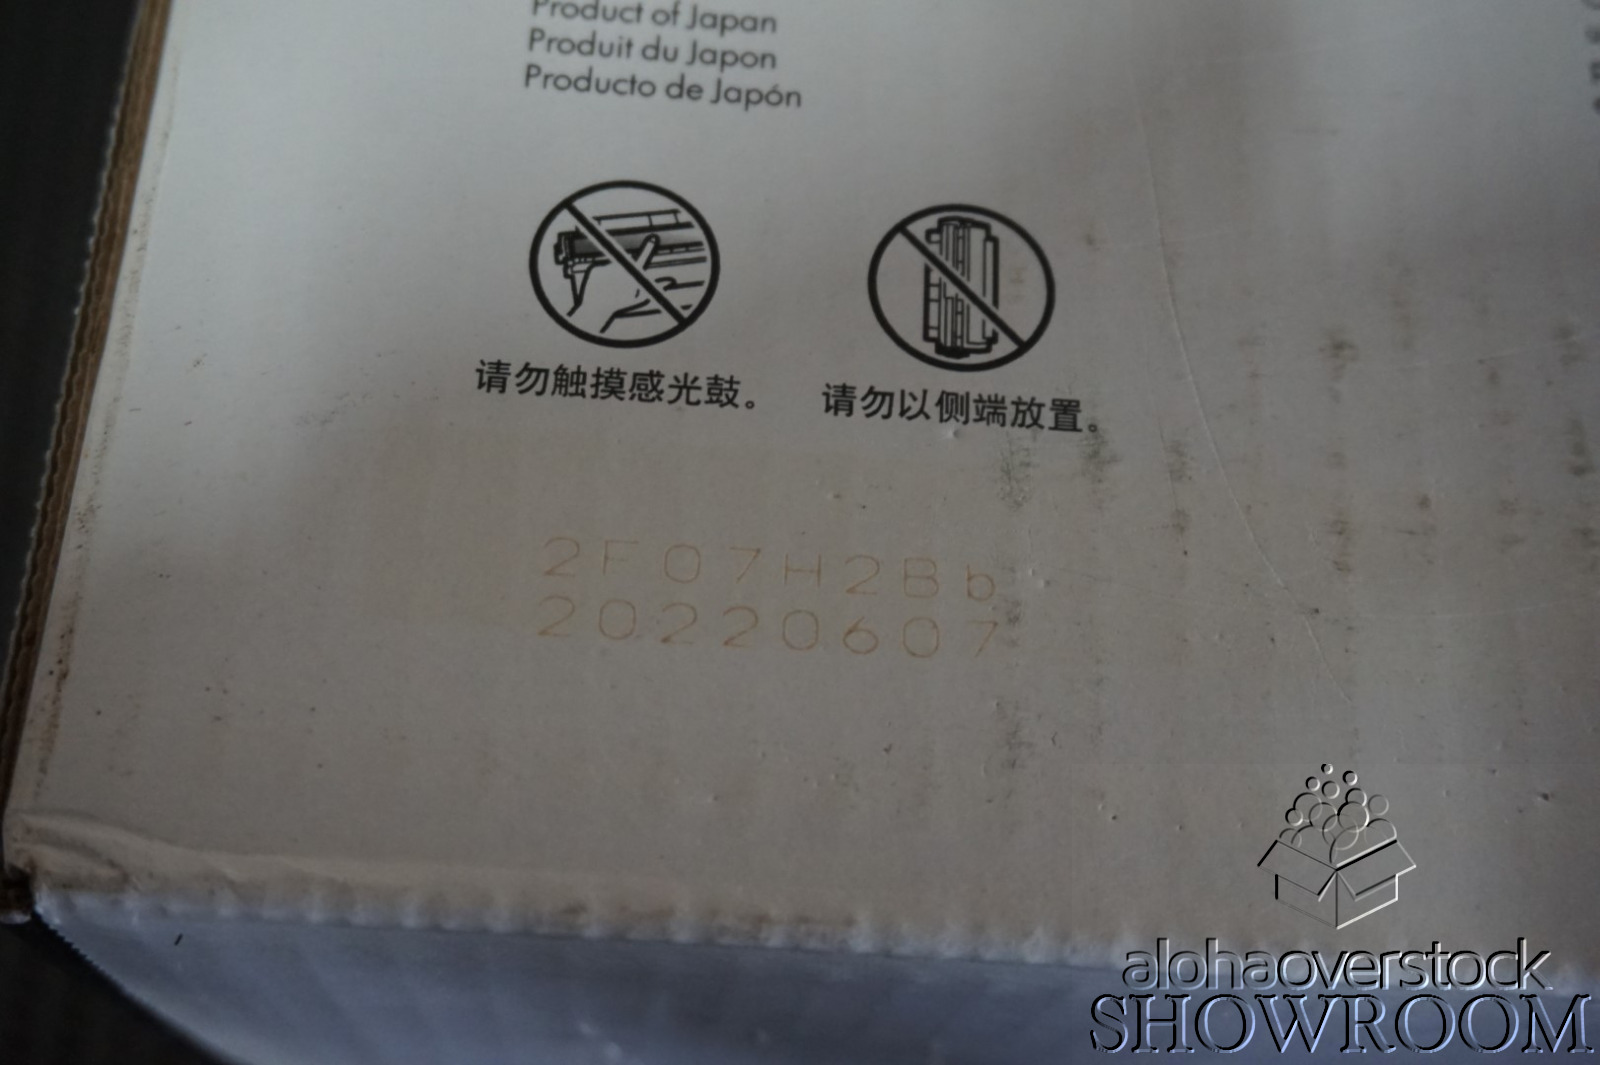 Product of Japan
Produit du Japon
Producto de Japón
请勿触摸感光鼓。
请勿以侧端放置。
2F07H2Bb
20220607
alohaoverstock
SHOWROOM